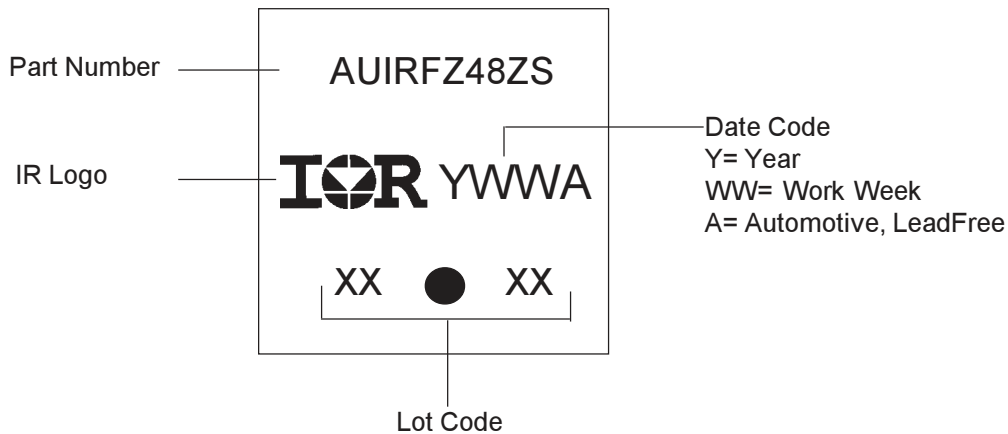 Part Number
AUIRFZ48ZS
Date Code
Y= Year
WW= Work Week
A= Automotive, LeadFree
IR Logo
IOR YWWA
XX XX
Lot Code